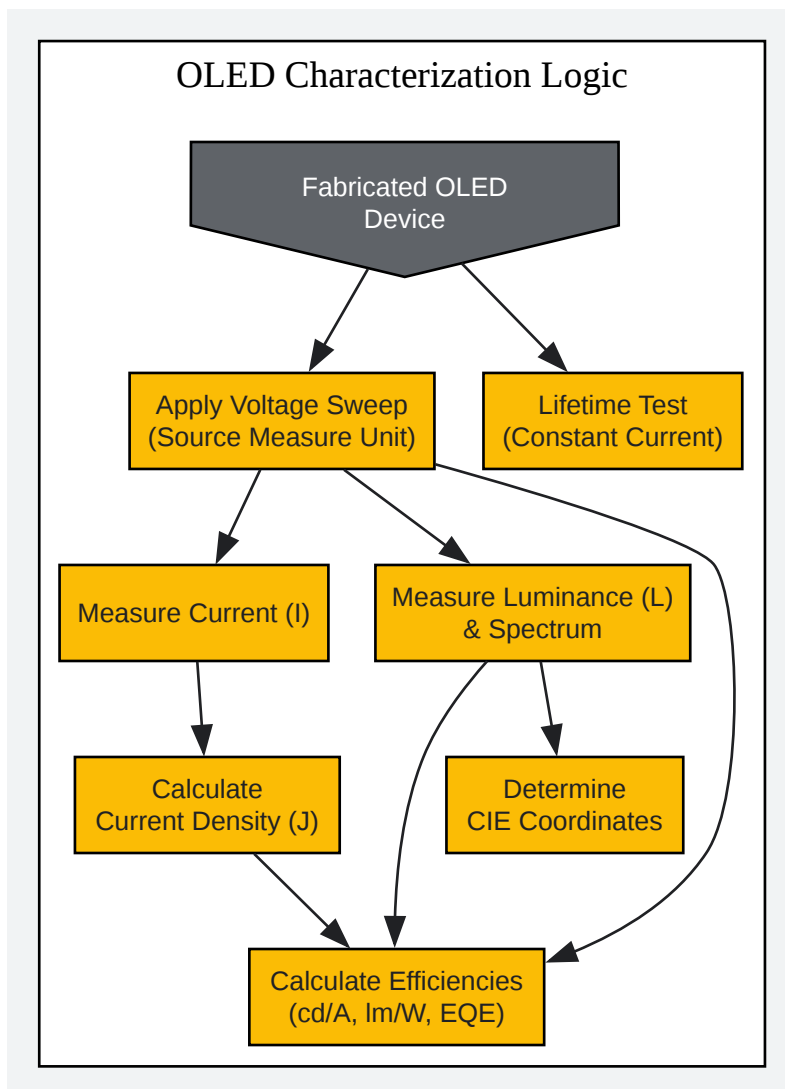 OLED Characterization Logic
Fabricated OLED
Device
Apply Voltage Sweep
(Source Measure Unit)
Lifetime Test
(Constant Current)
Measure Current (I)
Measure Luminance (L)
& Spectrum
Calculate
Current Density (J)
Determine
CIE Coordinates
Calculate Efficiencies
(cd/A, lm/W, EQE)